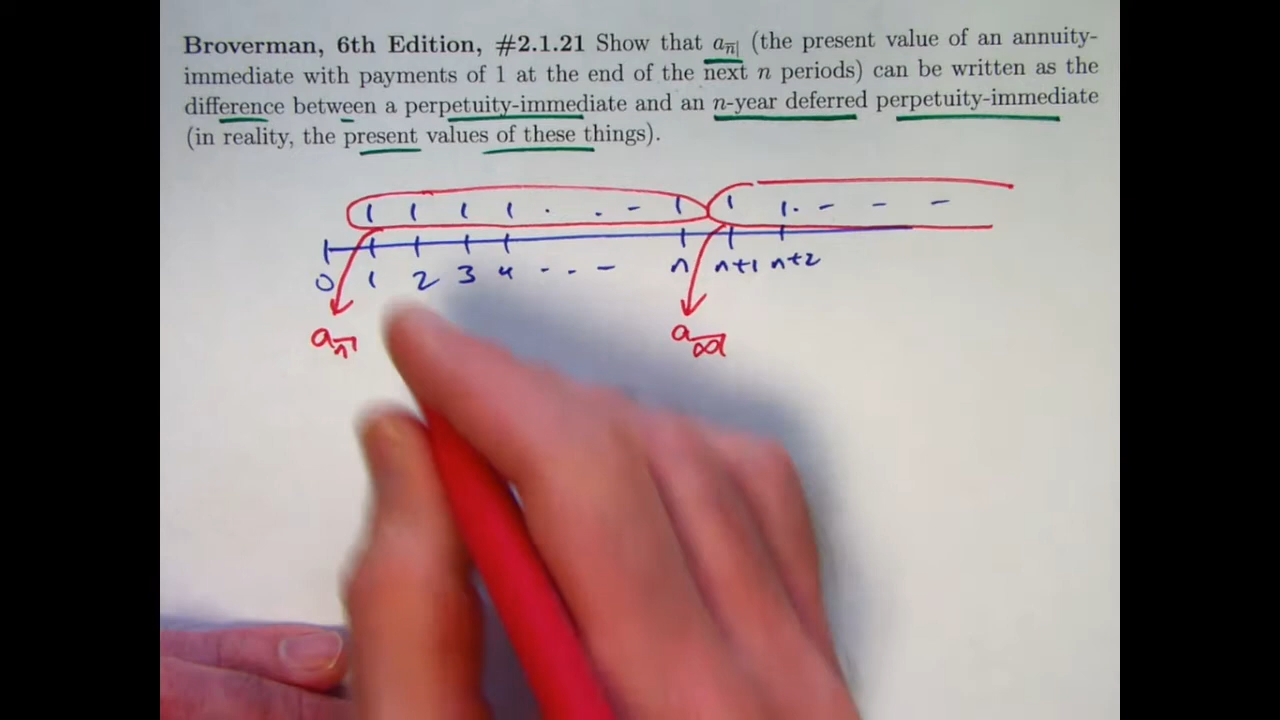 Broverman, 6th Edition, #2.1.21 Show that a_n̅| (the present value of an annuity-
immediate with payments of 1 at the end of the next n periods) can be written as the
difference between a perpetuity-immediate and an n-year deferred perpetuity-immediate
(in reality, the present values of these things).
1 1 1 1 . . - 1 1 1. - - -
0 1 2 3 4 - - - n n+1 n+2
a_n̅| a_∞̅|